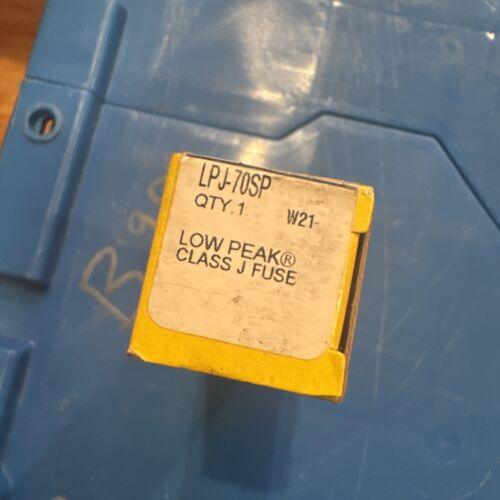 LPJ-70SP
QTY.1 W21-
LOW PEAK®
CLASS J FUSE